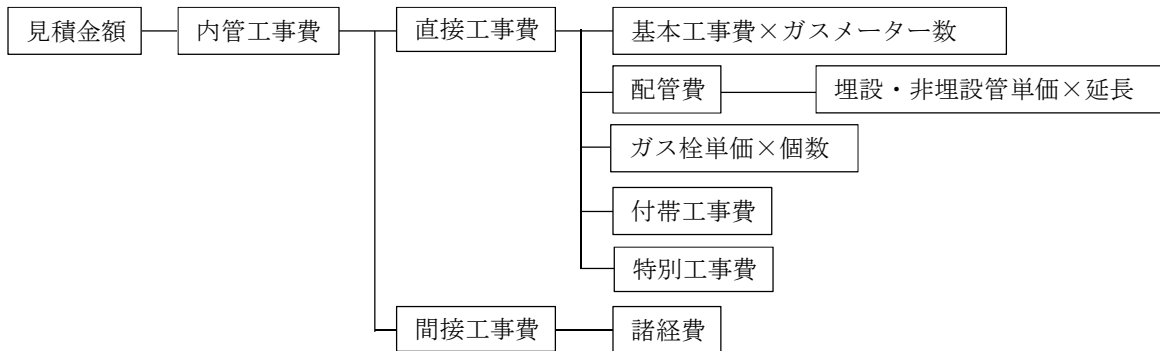 見積金額
内管工事費
直接工事費
基本工事費×ガスメーター数
配管費
埋設・非埋設管単価×延長
ガス栓単価×個数
付帯工事費
特別工事費
間接工事費
諸経費